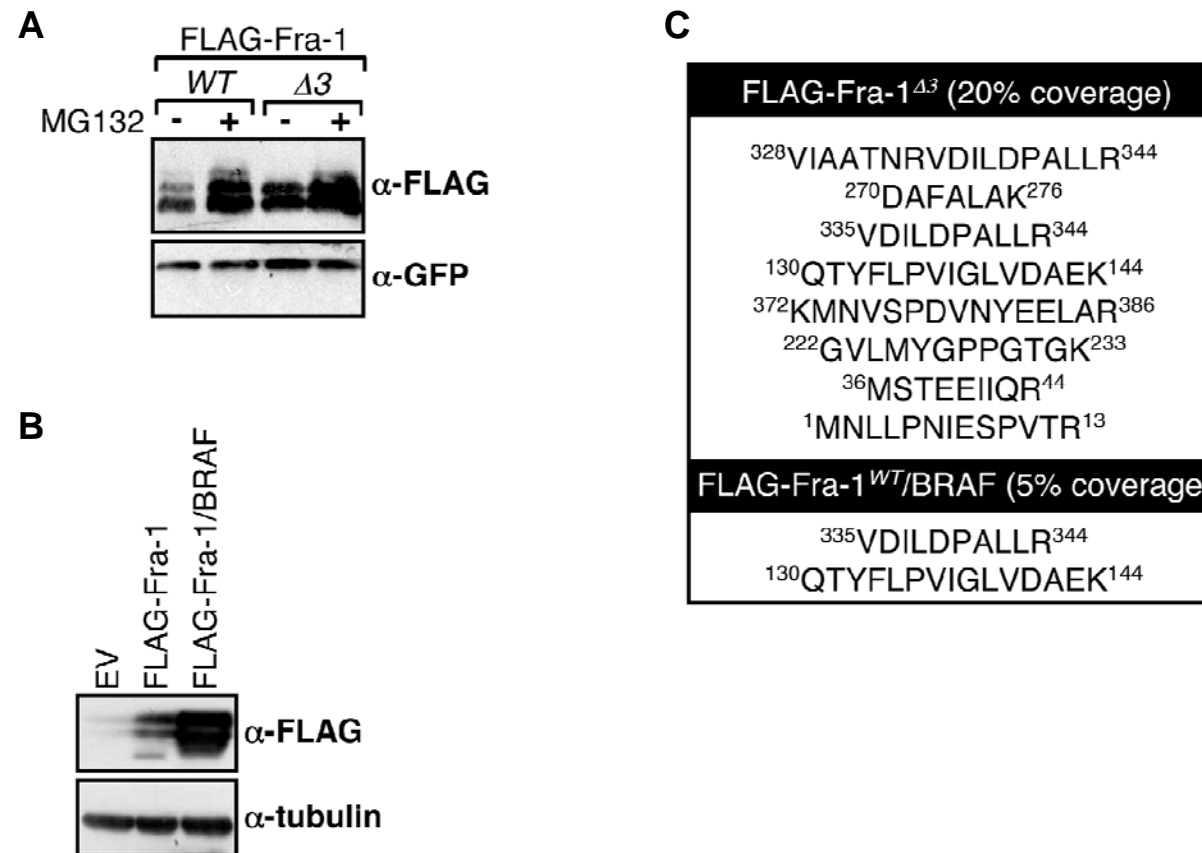 A
FLAG-Fra-1
WT Δ3
MG132 - + - +
α-FLAG
α-GFP
B
EV
FLAG-Fra-1
FLAG-Fra-1/BRAF
α-FLAG
α-tubulin
C
FLAG-Fra-1Δ3 (20% coverage)
328VIAATNRVDILDPALLR344
270DAFALAK276
335VDILDPALLR344
130QTYFLPVIGLVDAEK144
372KMNVSPDVNYEELAR386
222GVLMYGPPGTGK233
36MSTEEIIQR44
1MNLLPNIESPVTR13
FLAG-Fra-1WT/BRAF (5% coverage
335VDILDPALLR344
130QTYFLPVIGLVDAEK144